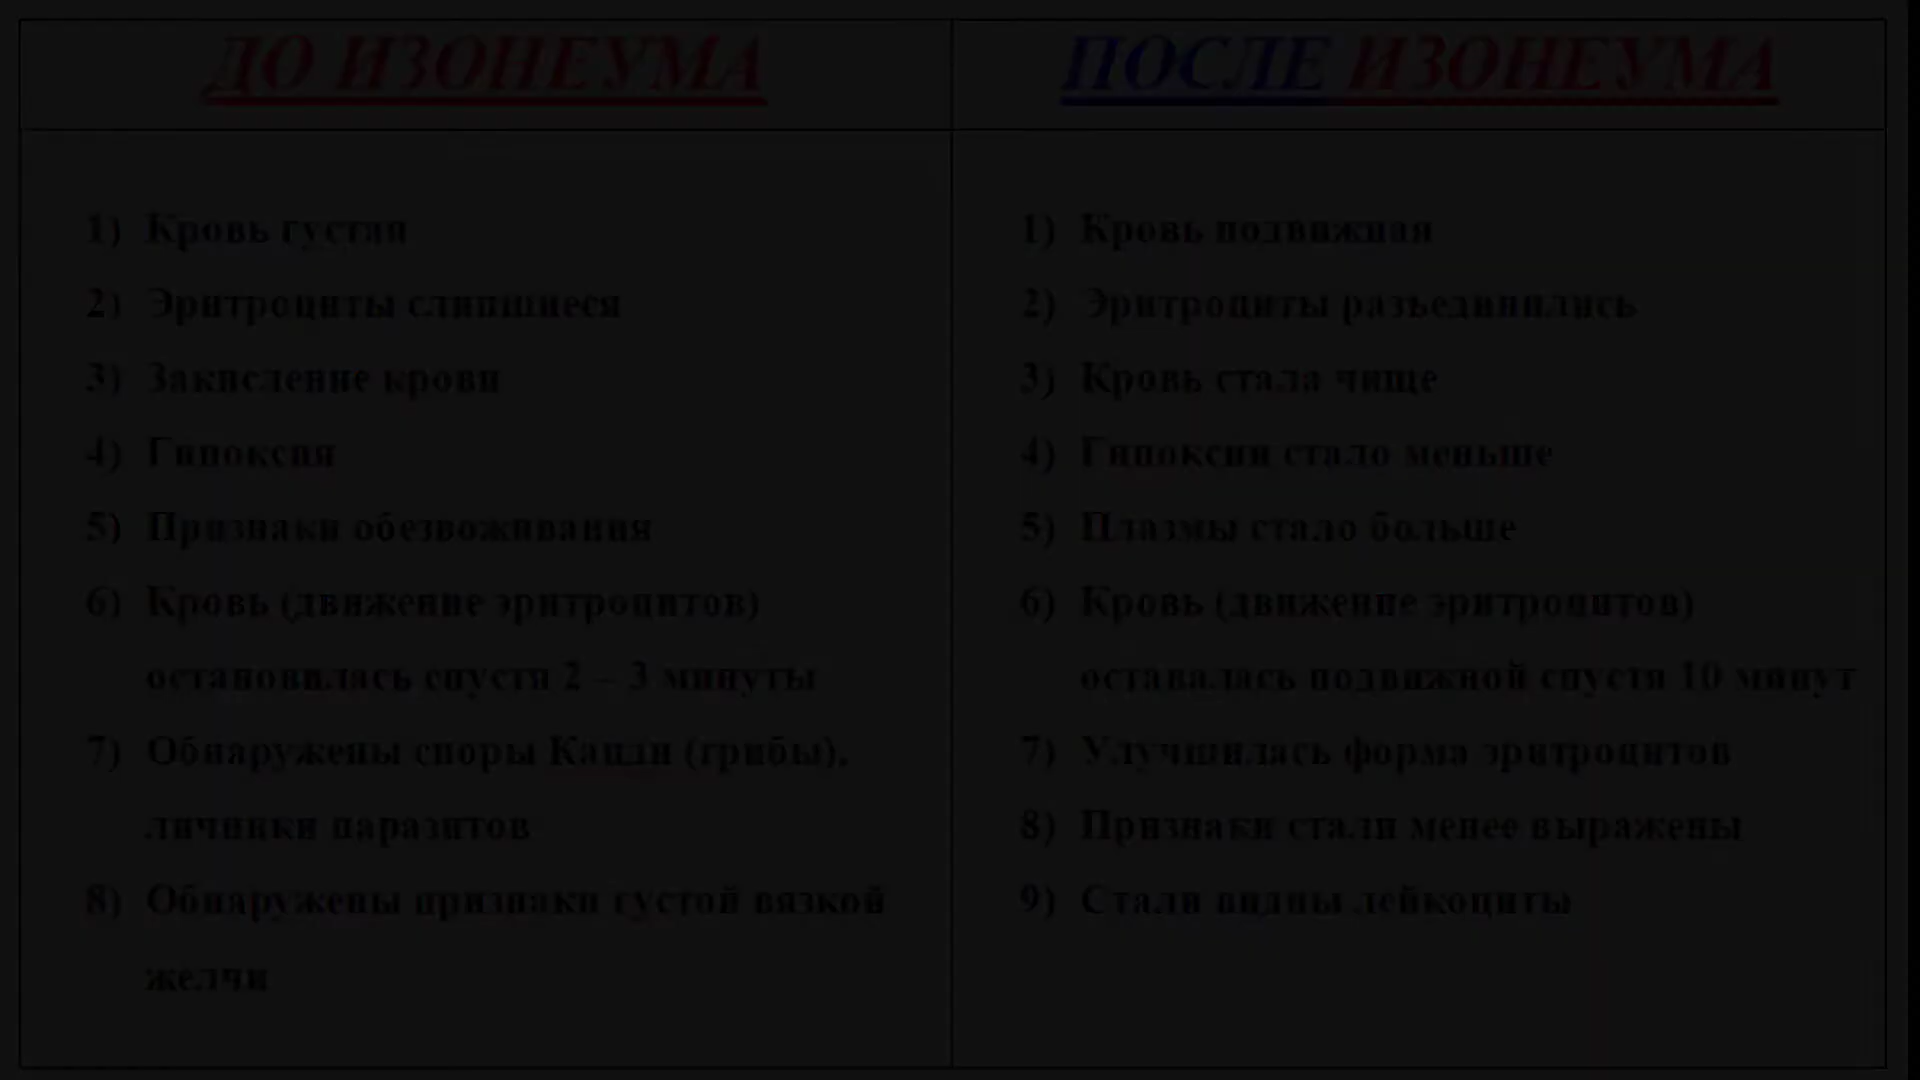 ДО ИЗОНЕУМА
1) Кровь густая
2) Эритроциты слипшиеся
3) Закисление крови
4) Гипоксия
5) Признаки обезвоживания
6) Кровь (движение эритроцитов)
остановилась спустя 2 – 3 минуты
7) Обнаружены споры Канди (грибы),
личинки паразитов
8) Обнаружены признаки густой вязкой
желчи
ПОСЛЕ ИЗОНЕУМА
1) Кровь подвижная
2) Эритроциты разъединились
3) Кровь стала чище
4) Гипоксии стало меньше
5) Плазмы стало больше
6) Кровь (движение эритроцитов)
оставалась подвижной спустя 10 минут
7) Улучшилась форма эритроцитов
8) Признаки стали менее выражены
9) Стали видны лейкоциты